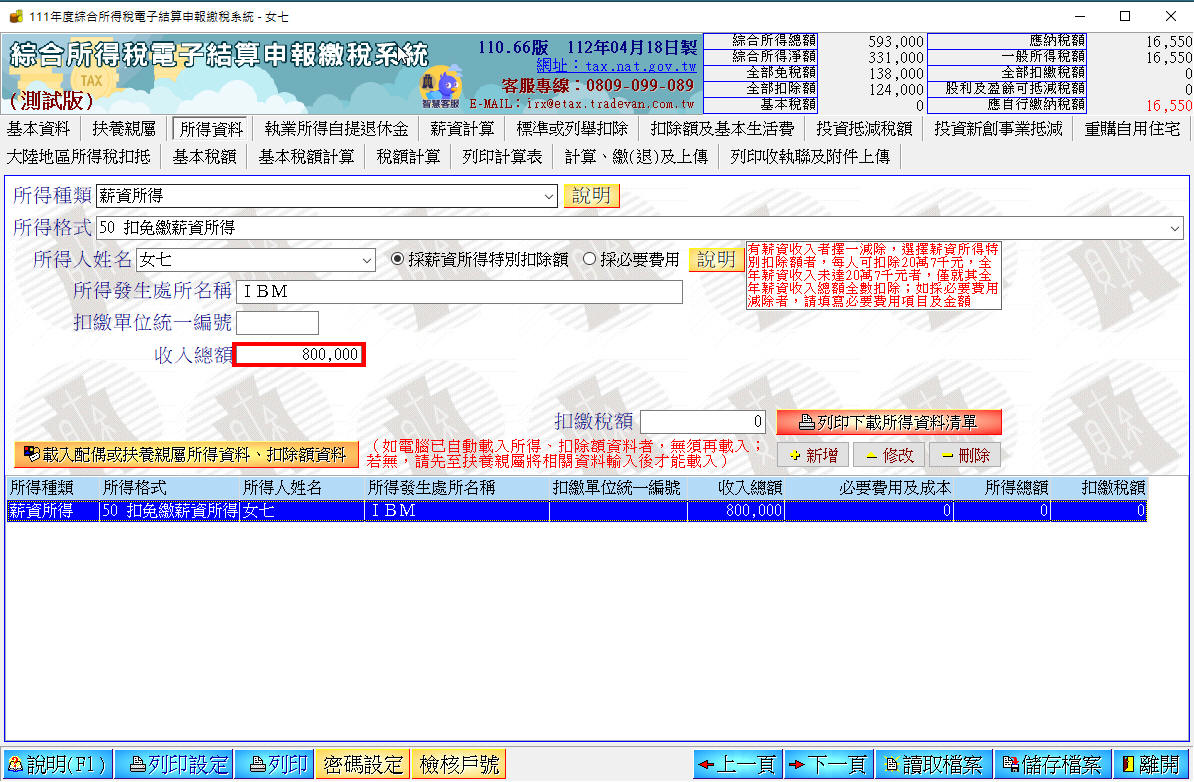 111年度綜合所得稅電子結算申報繳稅系統 - 女七
綜合所得稅電子結算申報繳稅系統
TAX
(測試版)
智慧客服
110.66版 112年04月18日製
網址：tax.nat.gov.tw
客服專線：0809-099-089
E-MAIL：irx@etax.tradevan.com.tw
綜合所得總額 593,000 應納稅額 16,550
綜合所得淨額 331,000 一般所得稅額 16,550
全部免稅額 138,000 全部扣繳稅額 0
全部扣除額 124,000 股利及盈餘可抵減稅額 0
基本稅額 0 應自行繳納稅額 16,550
基本資料 扶養親屬 所得資料 執業所得自提退休金 薪資計算 標準或列舉扣除 扣除額及基本生活費 投資抵減稅額 投資新創事業抵減 重購自用住宅
大陸地區所得稅扣抵 基本稅額 基本稅額計算 稅額計算 列印計算表 計算、繳(退)及上傳 列印收執聯及附件上傳
所得種類 薪資所得 說明
所得格式 50 扣免繳薪資所得
所得人姓名 女七 採薪資所得特別扣除額 採必要費用 說明
有薪資收入者擇一減除，選擇薪資所得特
別扣除額者，每人可扣除20萬7千元，全
年薪資收入未達20萬7千元者，僅就其全
年薪資收入總額全數扣除；如採必要費用
減除者，請填寫必要費用項目及金額
所得發生處所名稱 ＩＢＭ
扣繳單位統一編號
收入總額 800,000
扣繳稅額 0 列印下載所得資料清單
載入配偶或扶養親屬所得資料、扣除額資料
（如電腦已自動載入所得、扣除額資料者，無須再載入；
若無，請先至扶養親屬將相關資料輸入後才能載入）
新增 修改 刪除
所得種類 所得格式 所得人姓名 所得發生處所名稱 扣繳單位統一編號 收入總額 必要費用及成本 所得總額 扣繳稅額
薪資所得 50 扣免繳薪資所得 女七 ＩＢＭ 800,000 0 0 0
說明(F1) 列印設定 列印 密碼設定 檢核戶號 上一頁 下一頁 讀取檔案 儲存檔案 離開